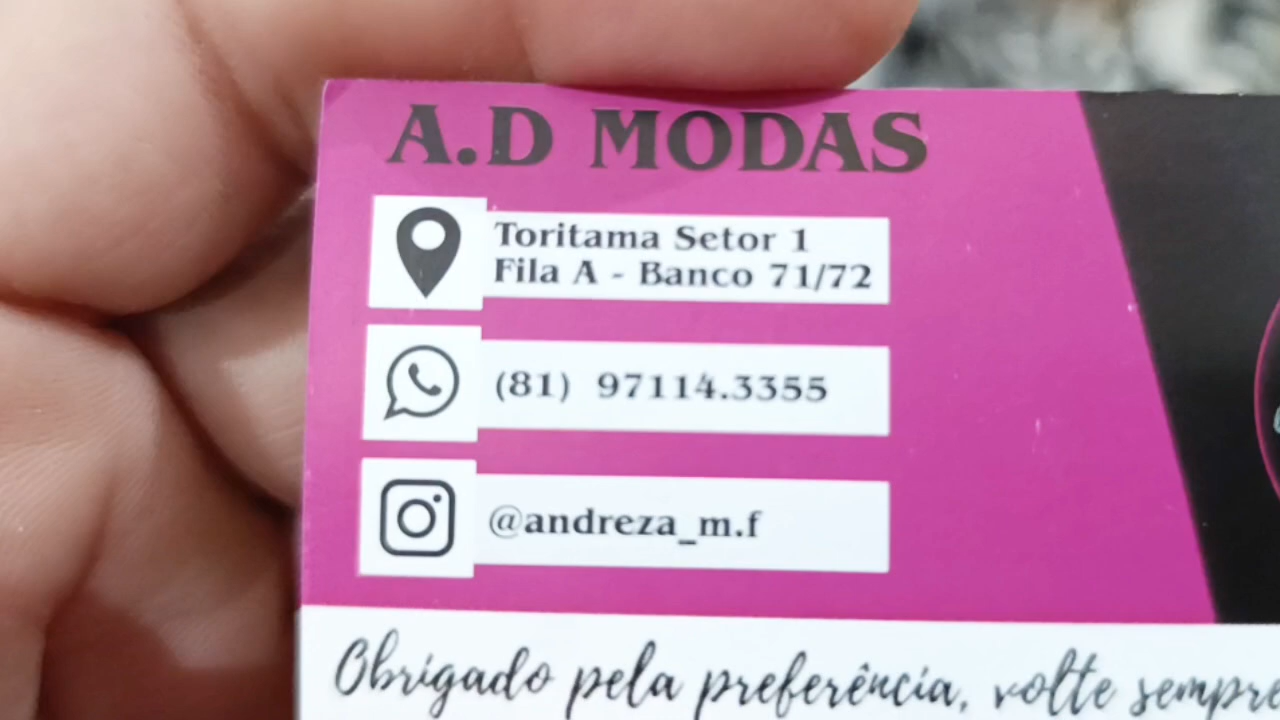 A.D MODAS
Toritama Setor 1
Fila A - Banco 71/72
(81) 97114.3355
@andreza_m.f
Obrigado pela preferência, volte sempre